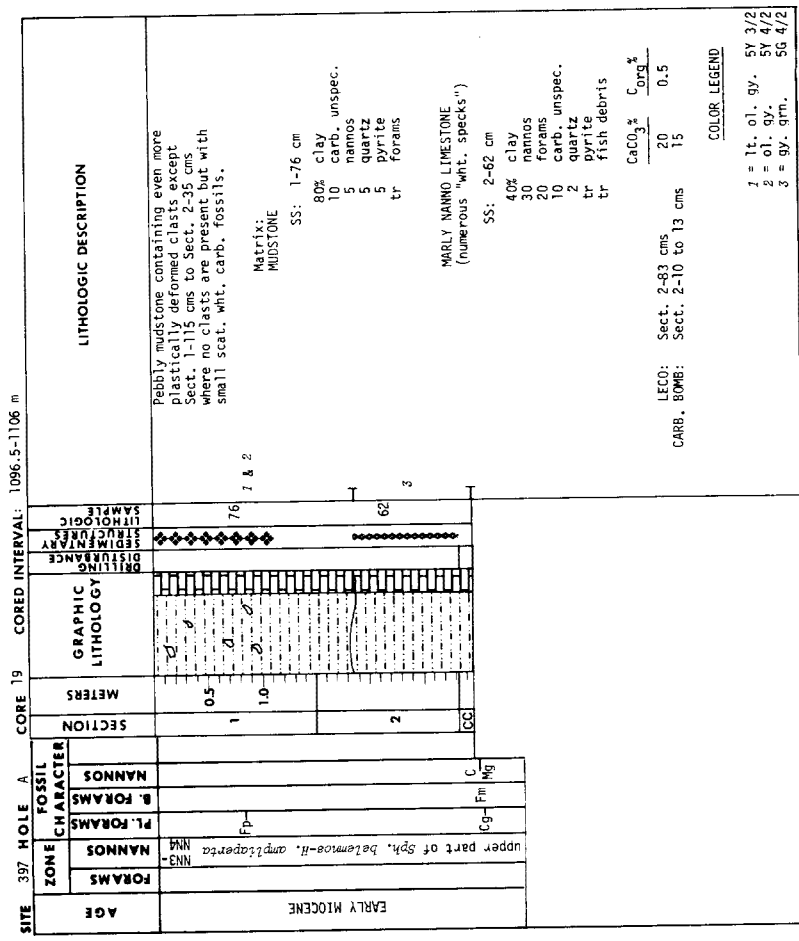 SITE 397 HOLE A CORE 19 CORED INTERVAL: 1096.5-1106 m
AGE
ZONE
FORAMS
NANNOS
FOSSIL CHARACTER
PL. FORAMS
B. FORAMS
NANNOS
SECTION
METERS
GRAPHIC LITHOLOGY
DRILLING DISTURBANCE
SEDIMENTARY STRUCTURES
LITHOLOGIC SAMPLE
LITHOLOGIC DESCRIPTION
EARLY MIOCENE
NN3-
NN4
upper part of Sph. belemnos-H. ampliaperta
Fp-
Cg-
Fm
C
Mg
1
2
CC
0.5
1.0
76
62
1 & 2
3
Pebbly mudstone containing even more
plastically deformed clasts except
Sect. 1-115 cms to Sect. 2-35 cms
where no clasts are present but with
small scat. wht. carb. fossils.
Matrix:
MUDSTONE
SS: 1-76 cm
80% clay
10 carb. unspec.
5 nannos
5 quartz
5 pyrite
tr forams
MARLY NANNO LIMESTONE
(numerous "wht. specks")
SS: 2-62 cm
40% clay
30 nannos
20 forams
10 carb. unspec.
2 quartz
tr pyrite
tr fish debris
CaCO3% Corg%
LECO: Sect. 2-83 cms 20 0.5
CARB. BOMB: Sect. 2-10 to 13 cms 15
COLOR LEGEND
1 = lt. ol. gy. 5Y 3/2
2 = ol. gy. 5Y 4/2
3 = gy. grn. 5G 4/2